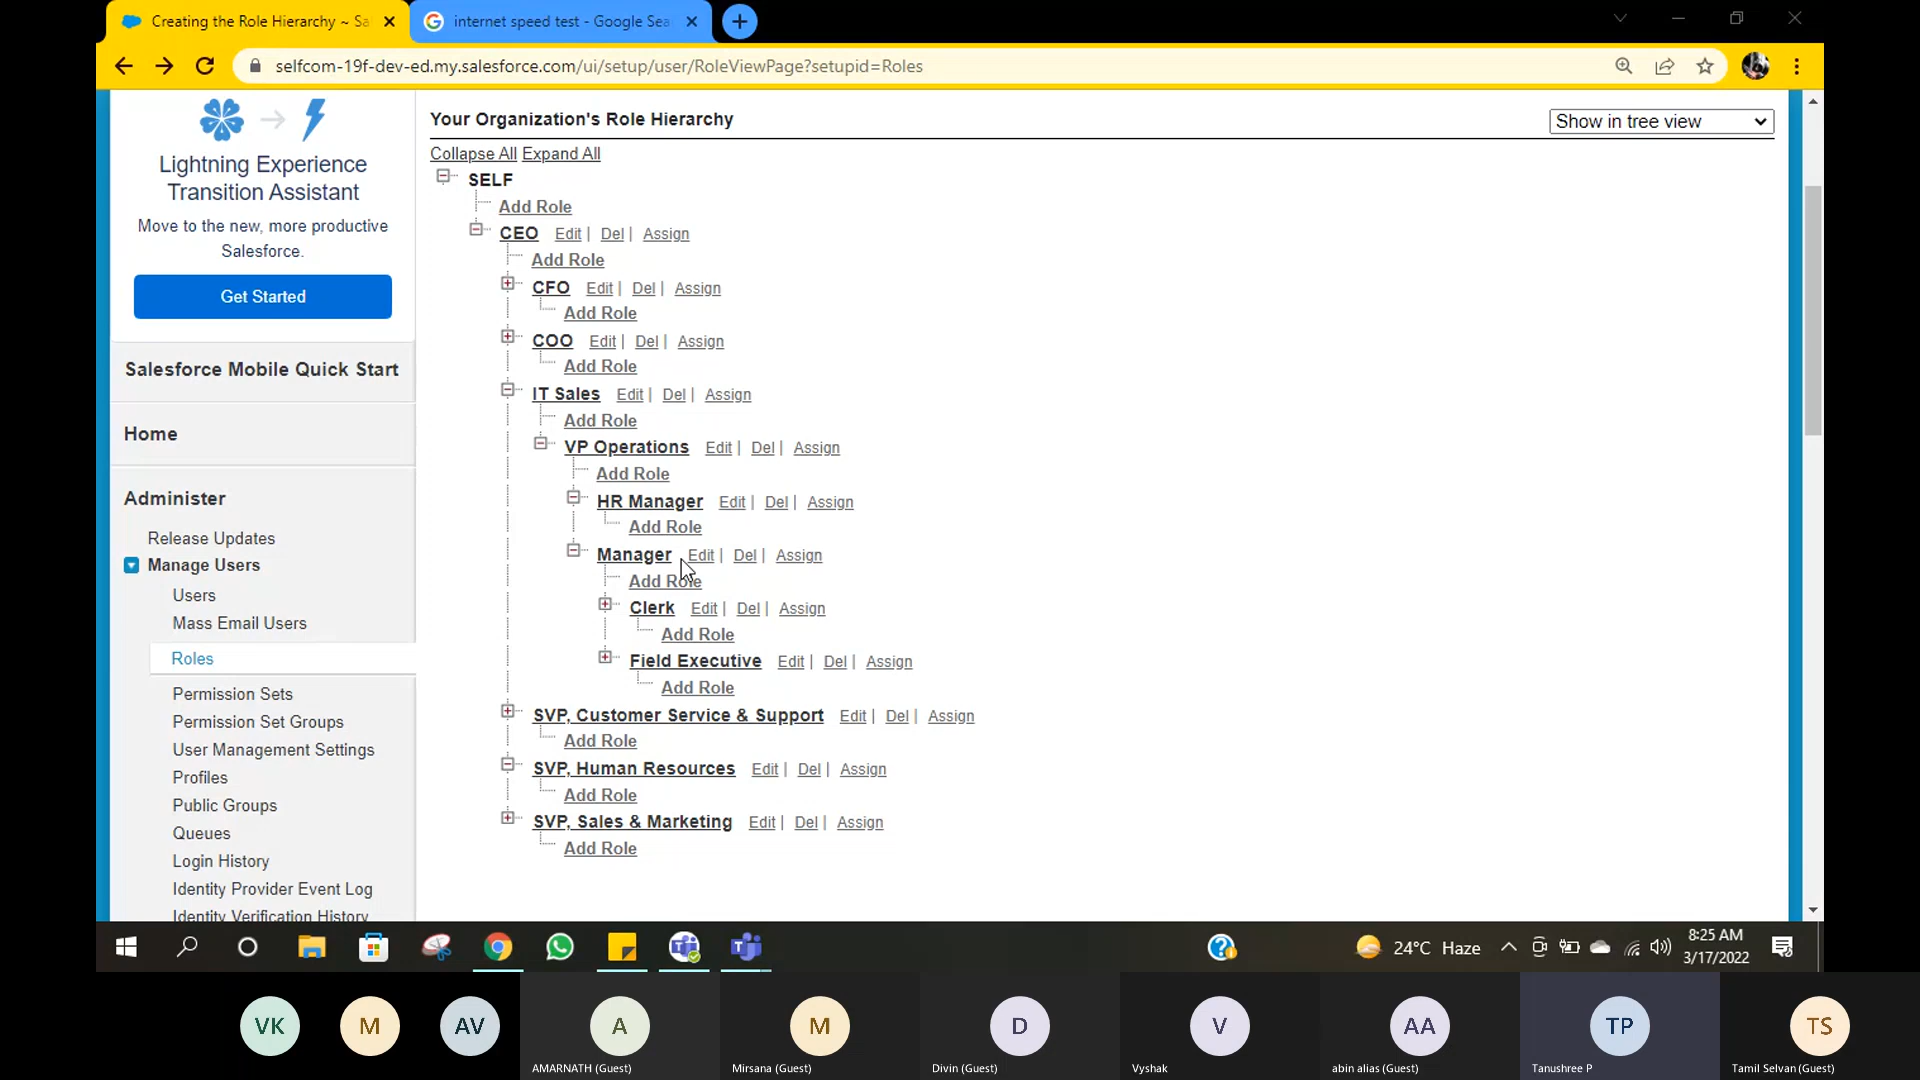 Creating the Role Hierarchy ~ Sa
internet speed test - Google Sea
selfcom-19f-dev-ed.my.salesforce.com/ui/setup/user/RoleViewPage?setupid=Roles
Lightning Experience
Transition Assistant
Move to the new, more productive
Salesforce.
Get Started
Salesforce Mobile Quick Start
Home
Administer
Release Updates
Manage Users
Users
Mass Email Users
Roles
Permission Sets
Permission Set Groups
User Management Settings
Profiles
Public Groups
Queues
Login History
Identity Provider Event Log
Identity Verification History
Your Organization's Role Hierarchy
Show in tree view
Collapse All Expand All
SELF
Add Role
CEO Edit | Del | Assign
Add Role
CFO Edit | Del | Assign
Add Role
COO Edit | Del | Assign
Add Role
IT Sales Edit | Del | Assign
Add Role
VP Operations Edit | Del | Assign
Add Role
HR Manager Edit | Del | Assign
Add Role
Manager Edit | Del | Assign
Add Role
Clerk Edit | Del | Assign
Add Role
Field Executive Edit | Del | Assign
Add Role
SVP, Customer Service & Support Edit | Del | Assign
Add Role
SVP, Human Resources Edit | Del | Assign
Add Role
SVP, Sales & Marketing Edit | Del | Assign
Add Role
24°C Haze
8:25 AM
3/17/2022
VK M AV A M D V AA TP TS
AMARNATH (Guest) Mirsana (Guest) Divin (Guest) Vyshak abin alias (Guest) Tanushree P Tamil Selvan (Guest)